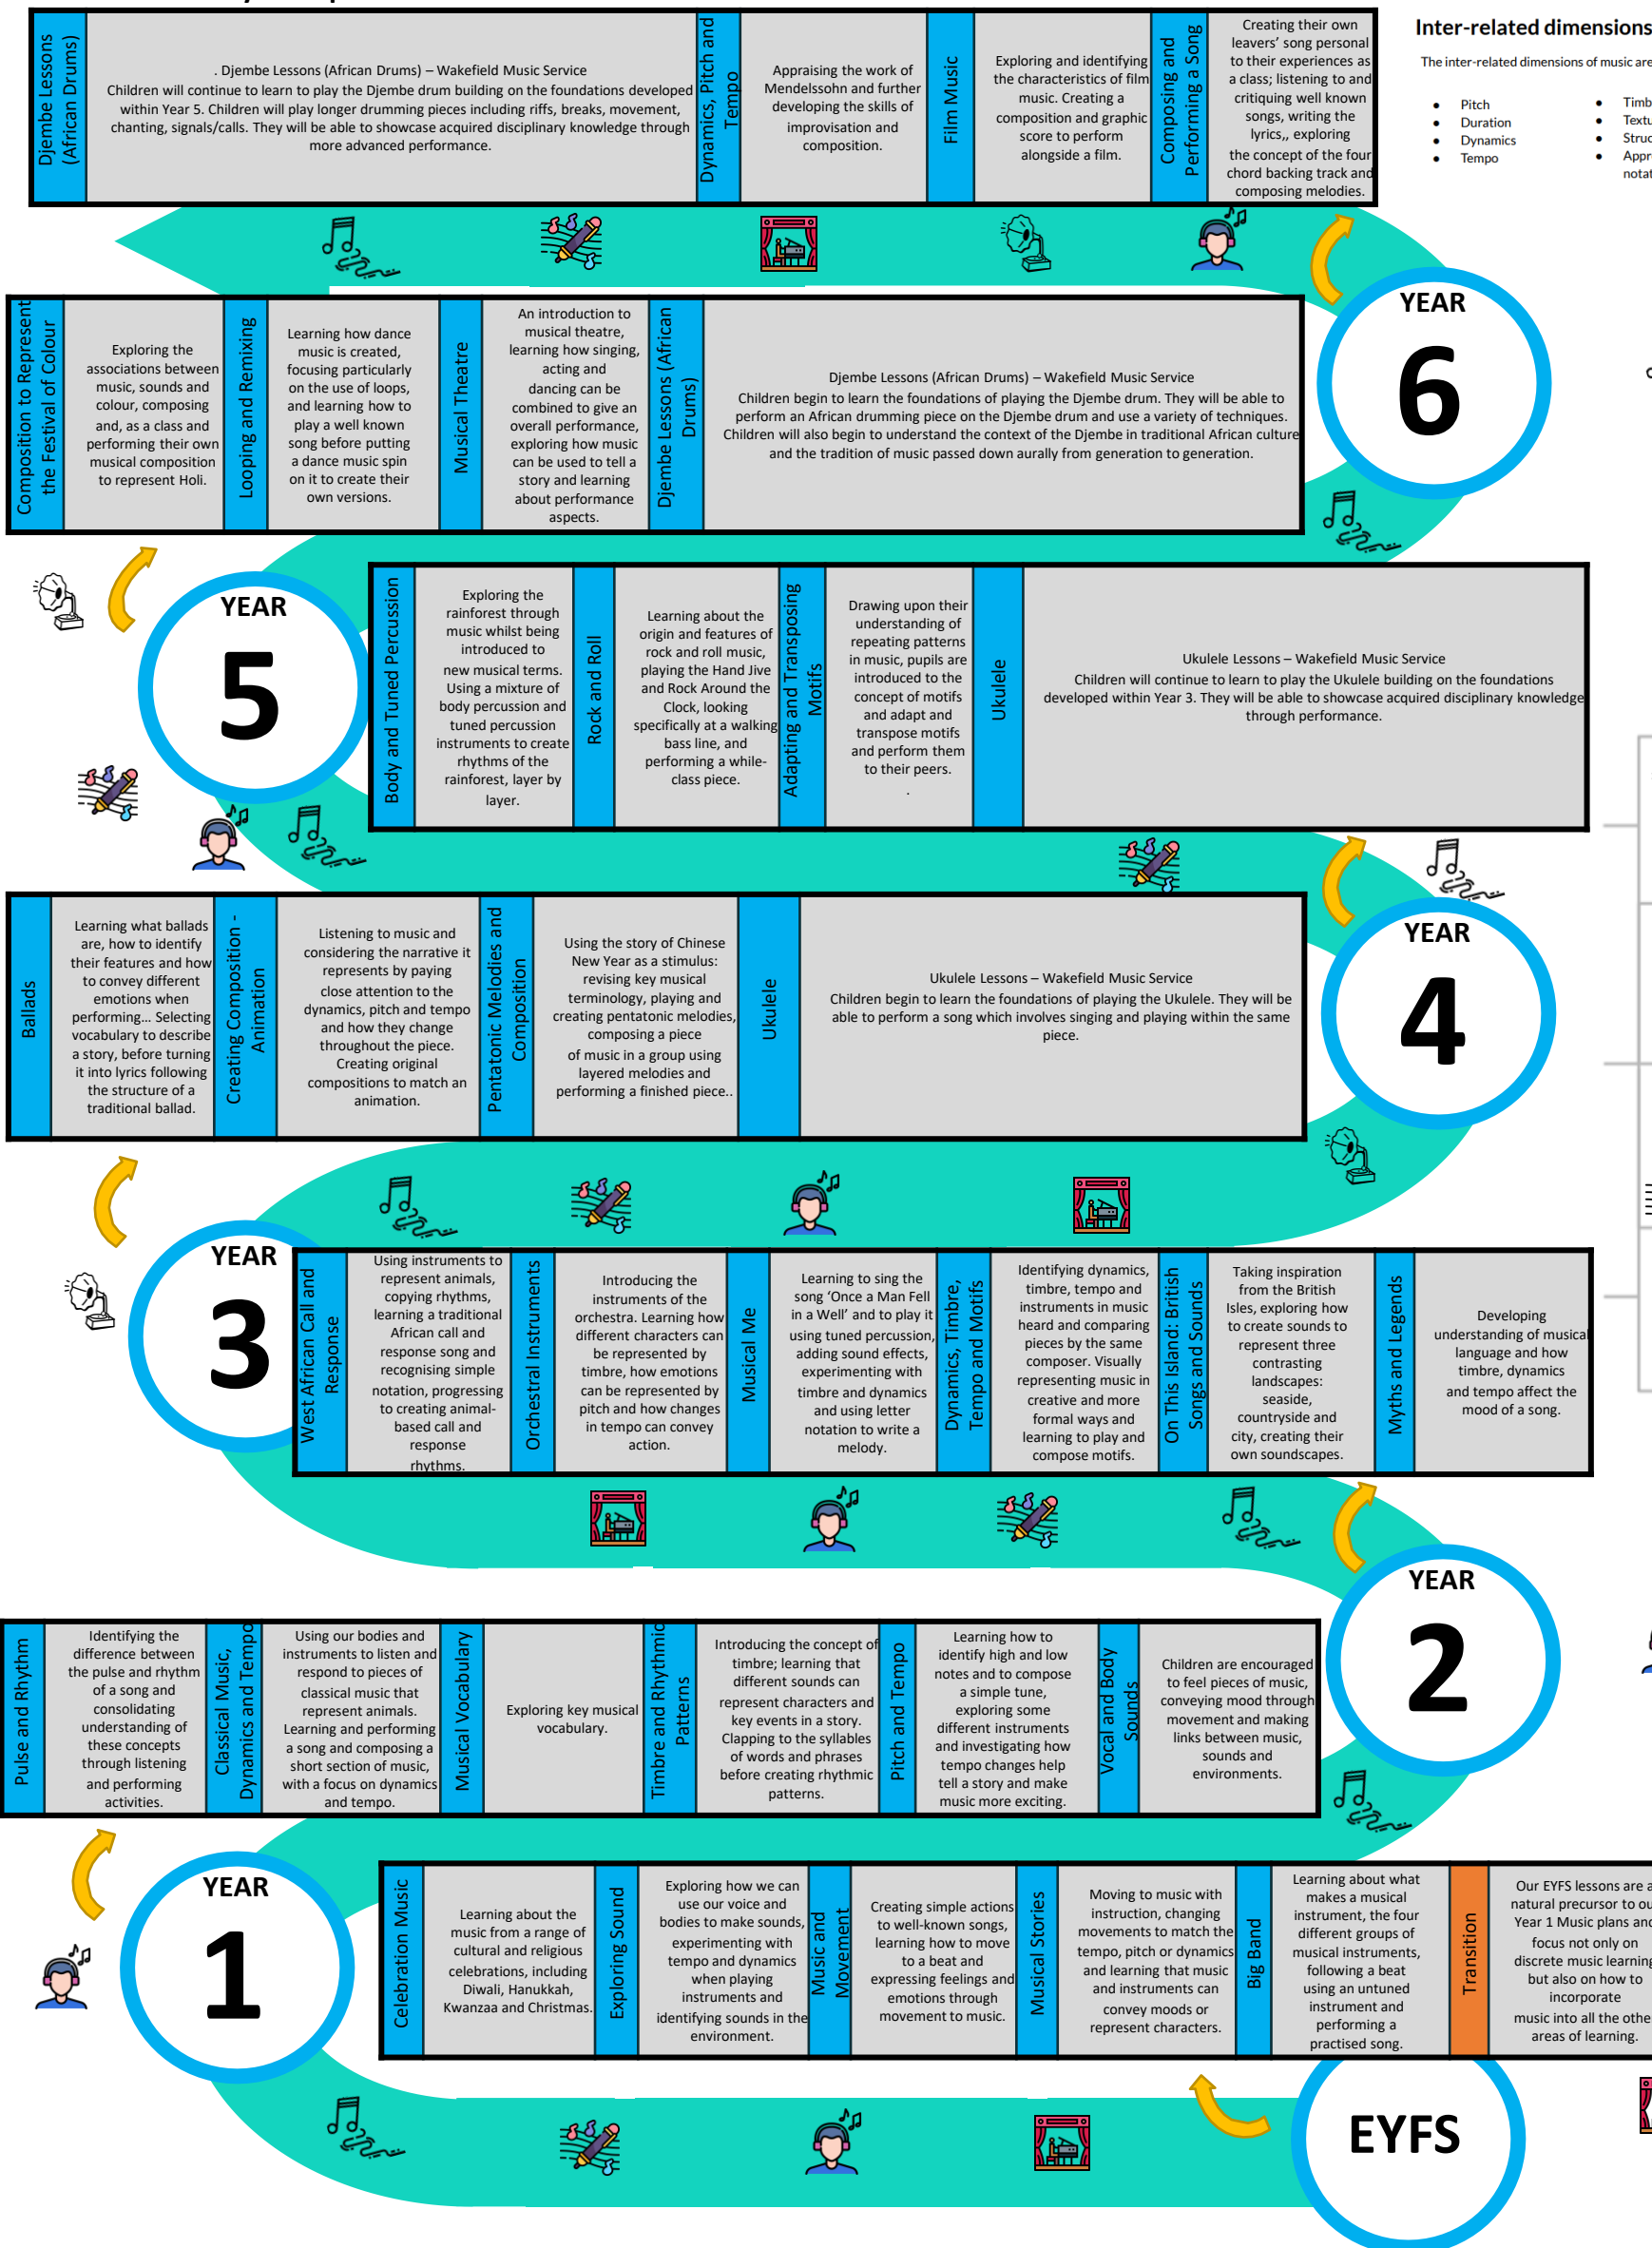 Djembe Lessons
(African Drums)
. Djembe Lessons (African Drums) – Wakefield Music Service
Children will continue to learn to play the Djembe drum building on the foundations developed
within Year 5. Children will play longer drumming pieces including riffs, breaks, movement,
chanting, signals/calls. They will be able to showcase acquired disciplinary knowledge through
more advanced performance.
Dynamics, Pitch and
Tempo
Appraising the work of
Mendelssohn and further
developing the skills of
improvisation and
composition.
Film Music
Exploring and identifying
the characteristics of film
music. Creating a
composition and graphic
score to perform
alongside a film.
Composing and
Performing a Song
Creating their own
leavers' song personal
to their experiences as
a class; listening to and
critiquing well known
songs, writing the
lyrics,, exploring
the concept of the four
chord backing track and
composing melodies.
Inter-related dimensions
The inter-related dimensions of music are
• Pitch
• Duration
• Dynamics
• Tempo
YEAR
6
Composition to Represent
the Festival of Colour
Exploring the
associations between
music, sounds and
colour, composing
and, as a class and
performing their own
musical composition
to represent Holi.
Looping and Remixing
Learning how dance
music is created,
focusing particularly
on the use of loops,
and learning how to
play a well known
song before putting
a dance music spin
on it to create their
own versions.
Musical Theatre
An introduction to
musical theatre,
learning how singing,
acting and
dancing can be
combined to give an
overall performance,
exploring how music
can be used to tell a
story and learning
about performance
aspects.
Djembe Lessons (African
Drums)
Djembe Lessons (African Drums) – Wakefield Music Service
Children begin to learn the foundations of playing the Djembe drum. They will be able to
perform an African drumming piece on the Djembe drum and use a variety of techniques.
Children will also begin to understand the context of the Djembe in traditional African culture
and the tradition of music passed down aurally from generation to generation.
YEAR
5
Body and Tuned Percussion
Exploring the
rainforest through
music whilst being
introduced to
new musical terms.
Using a mixture of
body percussion and
tuned percussion
instruments to create
rhythms of the
rainforest, layer by
layer.
Rock and Roll
Learning about the
origin and features of
rock and roll music,
playing the Hand Jive
and Rock Around the
Clock, looking
specifically at a walking
bass line, and
performing a while-
class piece.
Adapting and Transposing
Motifs
Drawing upon their
understanding of
repeating patterns
in music, pupils are
introduced to the
concept of motifs
and adapt and
transpose motifs
and perform them
to their peers.
.
Ukulele
Ukulele Lessons – Wakefield Music Service
Children will continue to learn to play the Ukulele building on the foundations
developed within Year 3. They will be able to showcase acquired disciplinary knowledge
through performance.
YEAR
4
Ballads
Learning what ballads
are, how to identify
their features and how
to convey different
emotions when
performing... Selecting
vocabulary to describe
a story, before turning
it into lyrics following
the structure of a
traditional ballad.
Creating Composition -
Animation
Listening to music and
considering the narrative it
represents by paying
close attention to the
dynamics, pitch and tempo
and how they change
throughout the piece.
Creating original
compositions to match an
animation.
Pentatonic Melodies and
Composition
Using the story of Chinese
New Year as a stimulus:
revising key musical
terminology, playing and
creating pentatonic melodies,
composing a piece
of music in a group using
layered melodies and
performing a finished piece..
Ukulele
Ukulele Lessons – Wakefield Music Service
Children begin to learn the foundations of playing the Ukulele. They will be
able to perform a song which involves singing and playing within the same
piece.
YEAR
3
West African Call and
Response
Using instruments to
represent animals,
copying rhythms,
learning a traditional
African call and
response song and
recognising simple
notation, progressing
to creating animal-
based call and
response
rhythms.
Orchestral Instruments
Introducing the
instruments of the
orchestra. Learning how
different characters can
be represented by
timbre, how emotions
can be represented by
pitch and how changes
in tempo can convey
action.
Musical Me
Learning to sing the
song 'Once a Man Fell
in a Well' and to play it
using tuned percussion,
adding sound effects,
experimenting with
timbre and dynamics
and using letter
notation to write a
melody.
Dynamics, Timbre,
Tempo and Motifs
Identifying dynamics,
timbre, tempo and
instruments in music
heard and comparing
pieces by the same
composer. Visually
representing music in
creative and more
formal ways and
learning to play and
compose motifs.
On This Island: British
Songs and Sounds
Taking inspiration
from the British
Isles, exploring how
to create sounds to
represent three
contrasting
landscapes:
seaside,
countryside and
city, creating their
own soundscapes.
Myths and Legends
Developing
understanding of musical
language and how
timbre, dynamics
and tempo affect the
mood of a song.
YEAR
2
Pulse and Rhythm
Identifying the
difference between
the pulse and rhythm
of a song and
consolidating
understanding of
these concepts
through listening
and performing
activities.
Classical Music,
Dynamics and Tempo
Using our bodies and
instruments to listen and
respond to pieces of
classical music that
represent animals.
Learning and performing
a song and composing a
short section of music,
with a focus on dynamics
and tempo.
Musical Vocabulary
Exploring key musical
vocabulary.
Timbre and Rhythmic
Patterns
Introducing the concept of
timbre; learning that
different sounds can
represent characters and
key events in a story.
Clapping to the syllables
of words and phrases
before creating rhythmic
patterns.
Pitch and Tempo
Learning how to
identify high and low
notes and to compose
a simple tune,
exploring some
different instruments
and investigating how
tempo changes help
tell a story and make
music more exciting.
Vocal and Body
Sounds
Children are encouraged
to feel pieces of music,
conveying mood through
movement and making
links between music,
sounds and
environments.
YEAR
1
Celebration Music
Learning about the
music from a range of
cultural and religious
celebrations, including
Diwali, Hanukkah,
Kwanzaa and Christmas.
Exploring Sound
Exploring how we can
use our voice and
bodies to make sounds,
experimenting with
tempo and dynamics
when playing
instruments and
identifying sounds in the
environment.
Music and
Movement
Creating simple actions
to well-known songs,
learning how to move
to a beat and
expressing feelings and
emotions through
movement to music.
Musical Stories
Moving to music with
instruction, changing
movements to match the
tempo, pitch or dynamics
and learning that music
and instruments can
convey moods or
represent characters.
Big Band
Learning about what
makes a musical
instrument, the four
different groups of
musical instruments,
following a beat
using an untuned
instrument and
performing a
practised song.
Transition
Our EYFS lessons are
natural precursor to
Year 1 Music plans
focus not only on
discrete music learning
but also on how to
incorporate
music into all the
areas of learning.
EYFS